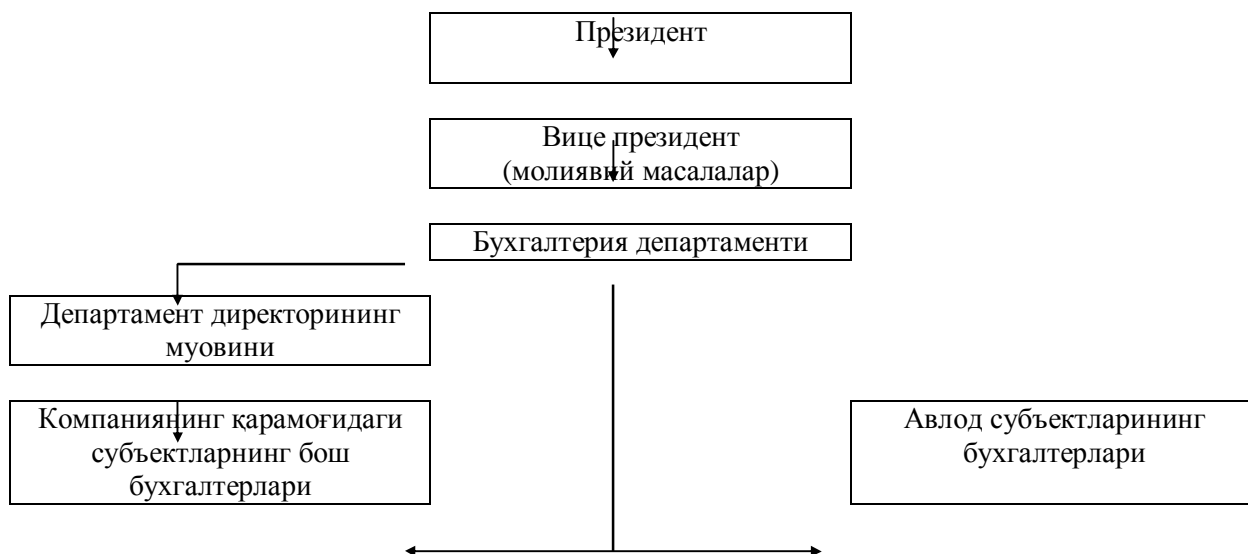 Президент
Вице президент
(молиявий масалалар)
Бухгалтерия департаменти
Департамент директорининг
муовини
Компаниянинг қарамоғидаги
субъектларнинг бош
бухгалтерлари
Авлод субъектларининг
бухгалтерлари